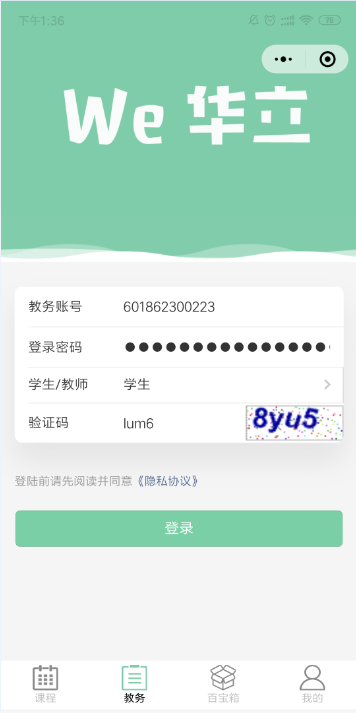 下午1:36
76
We 华立
教务账号 601862300223
登录密码
学生/教师 学生
验证码 lum6 8yu5
登陆前请先阅读并同意《隐私协议》
登录
课程 教务 百宝箱 我的